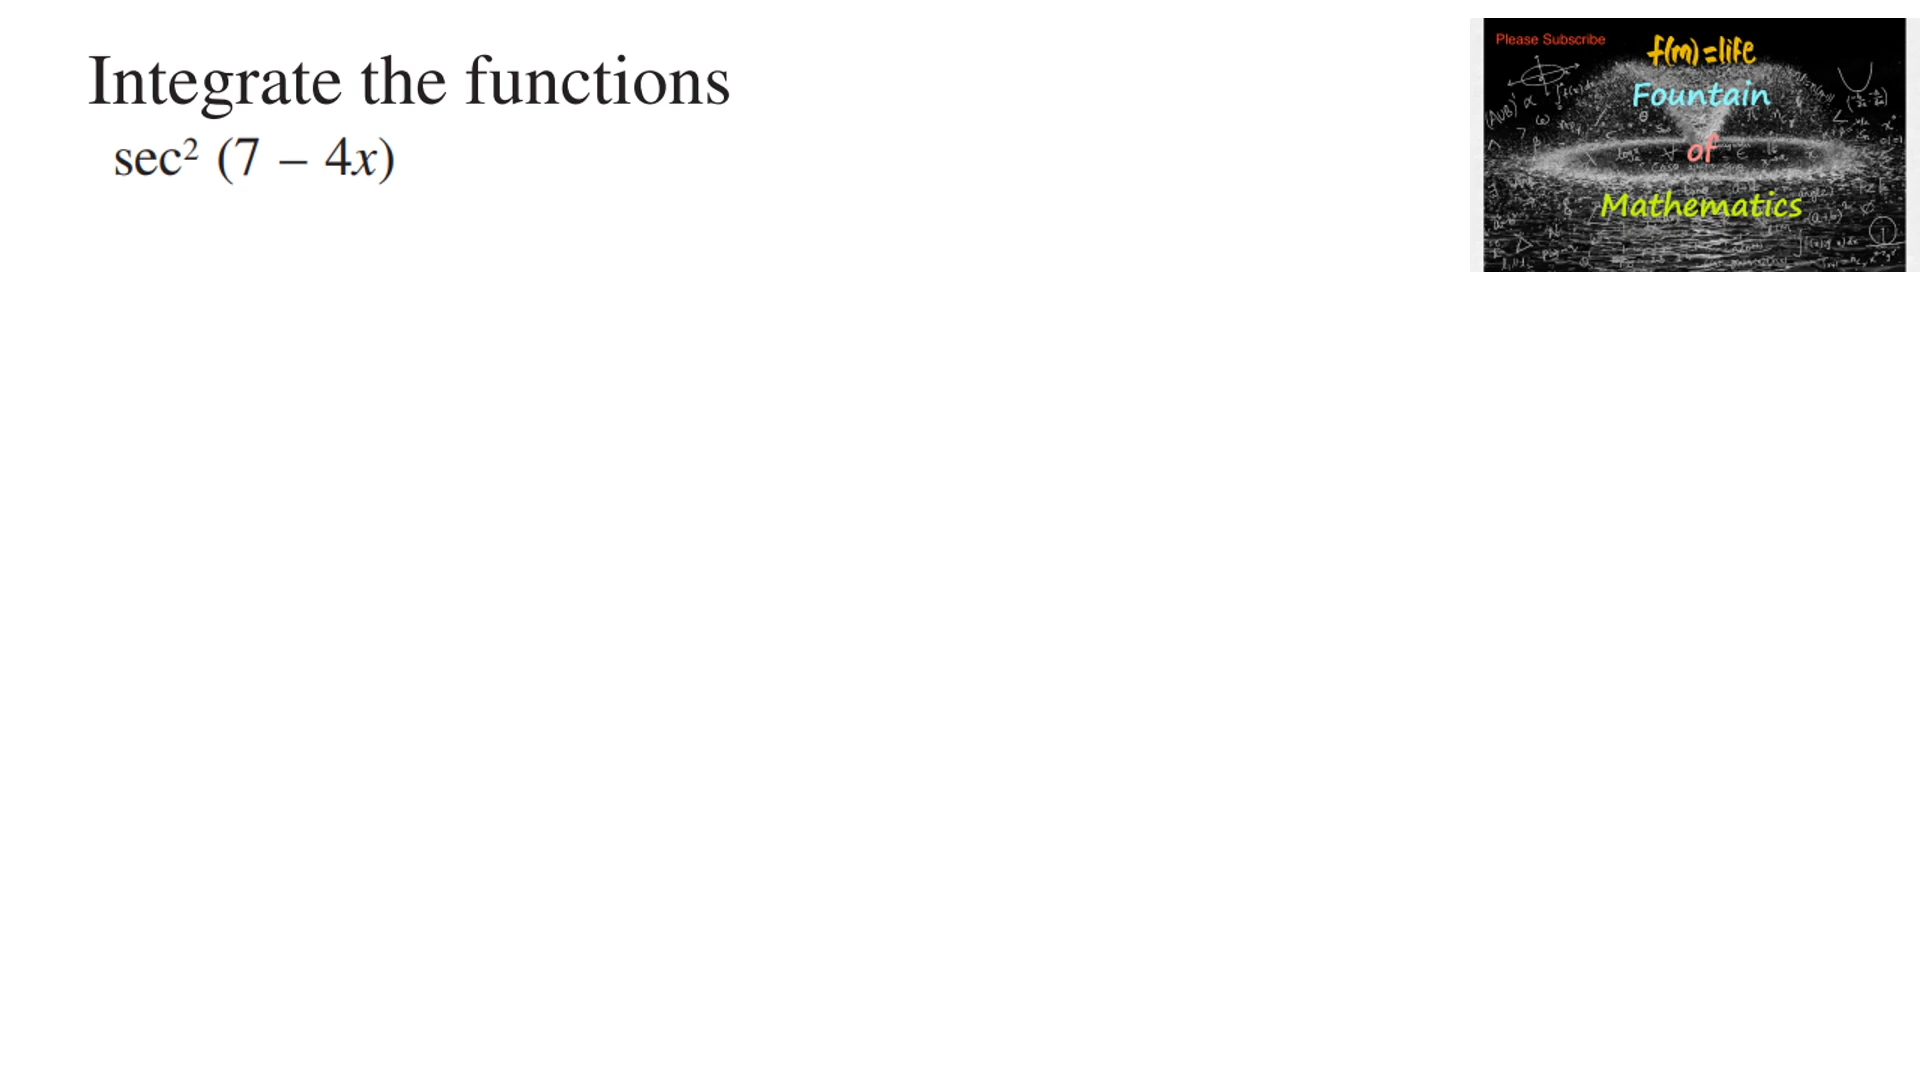 Integrate the functions
sec² (7 – 4x)
Please Subscribe
f(m)=life
Fountain
of
Mathematics